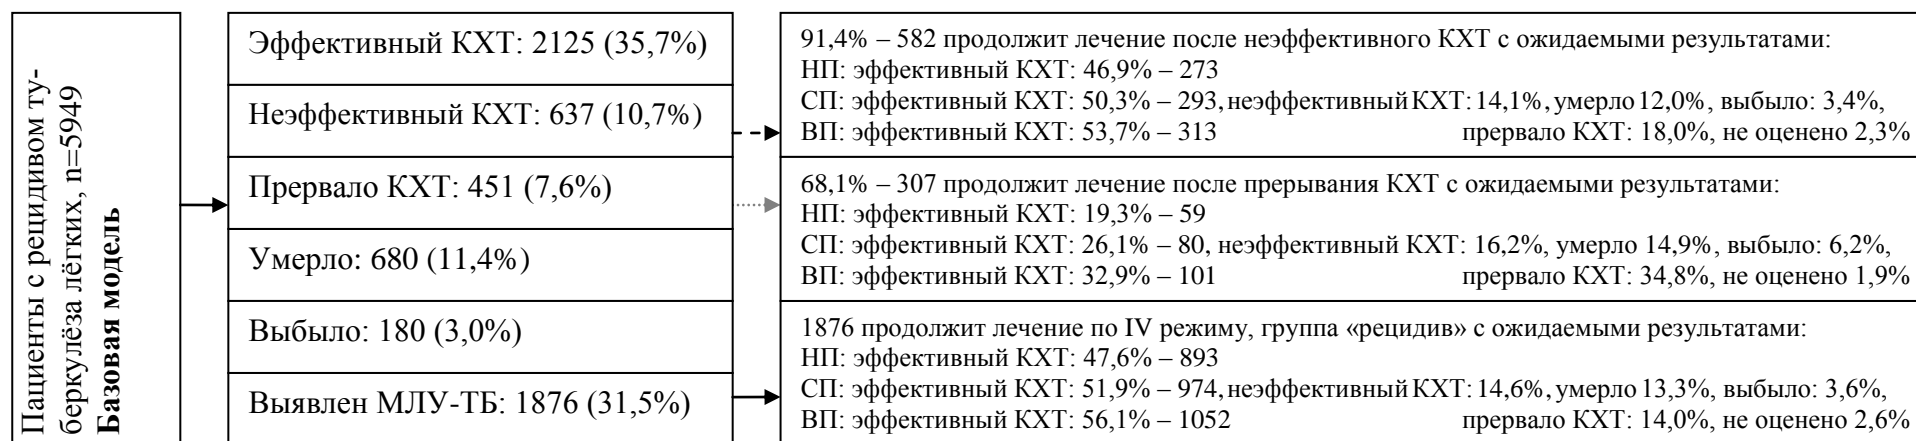 Пациенты с рецидивом ту-
беркулёза лёгких, n=5949
Базовая модель
Эффективный КХТ: 2125 (35,7%)
Неэффективный КХТ: 637 (10,7%)
Прервало КХТ: 451 (7,6%)
Умерло: 680 (11,4%)
Выбыло: 180 (3,0%)
Выявлен МЛУ-ТБ: 1876 (31,5%)
91,4% – 582 продолжит лечение после неэффективного КХТ с ожидаемыми результатами:
НП: эффективный КХТ: 46,9% – 273
СП: эффективный КХТ: 50,3% – 293, неэффективный КХТ: 14,1%, умерло 12,0%, выбыло: 3,4%,
ВП: эффективный КХТ: 53,7% – 313 прервало КХТ: 18,0%, не оценено 2,3%
68,1% – 307 продолжит лечение после прерывания КХТ с ожидаемыми результатами:
НП: эффективный КХТ: 19,3% – 59
СП: эффективный КХТ: 26,1% – 80, неэффективный КХТ: 16,2%, умерло 14,9%, выбыло: 6,2%,
ВП: эффективный КХТ: 32,9% – 101 прервало КХТ: 34,8%, не оценено 1,9%
1876 продолжит лечение по IV режиму, группа «рецидив» с ожидаемыми результатами:
НП: эффективный КХТ: 47,6% – 893
СП: эффективный КХТ: 51,9% – 974, неэффективный КХТ: 14,6%, умерло 13,3%, выбыло: 3,6%,
ВП: эффективный КХТ: 56,1% – 1052 прервало КХТ: 14,0%, не оценено 2,6%